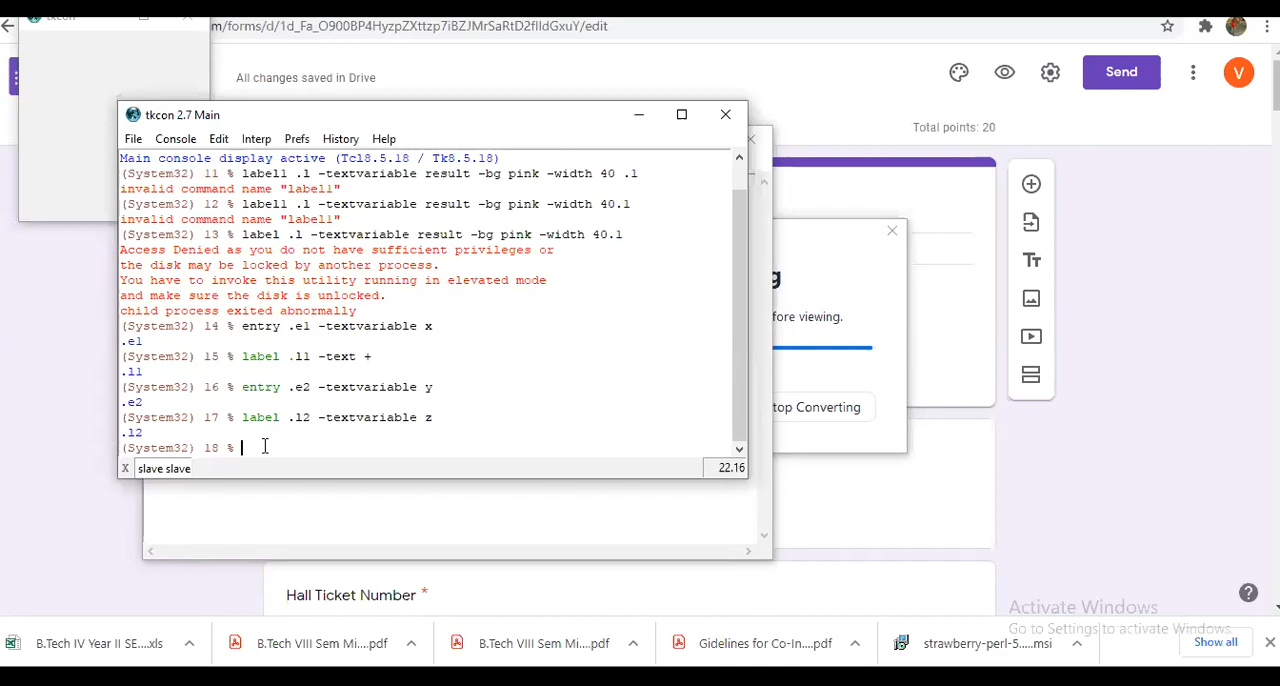 tkcon
m/forms/d/1d_Fa_O900BP4HyzpZXttzp7iBZJMrSaRtD2flldGxuY/edit
All changes saved in Drive
Send
V
Total points: 20
tkcon 2.7 Main
File Console Edit Interp Prefs History Help
Main console display active (Tcl8.5.18 / Tk8.5.18)
(System32) 11 % label1 .l -textvariable result -bg pink -width 40 .1
invalid command name "label1"
(System32) 12 % label1 .l -textvariable result -bg pink -width 40.1
invalid command name "label1"
(System32) 13 % label .l -textvariable result -bg pink -width 40.1
Access Denied as you do not have sufficient privileges or
the disk may be locked by another process.
You have to invoke this utility running in elevated mode
and make sure the disk is unlocked.
child process exited abnormally
(System32) 14 % entry .e1 -textvariable x
.e1
(System32) 15 % label .l1 -text +
.l1
(System32) 16 % entry .e2 -textvariable y
.e2
(System32) 17 % label .l2 -textvariable z
.l2
(System32) 18 %
X slave slave
22.16
g
fore viewing.
top Converting
Hall Ticket Number *
Activate Windows
Go to Settings to activate Windows.
B.Tech IV Year II SE....xls
B.Tech VIII Sem Mi....pdf
B.Tech VIII Sem Mi....pdf
Gidelines for Co-In....pdf
strawberry-perl-5.....msi
Show all